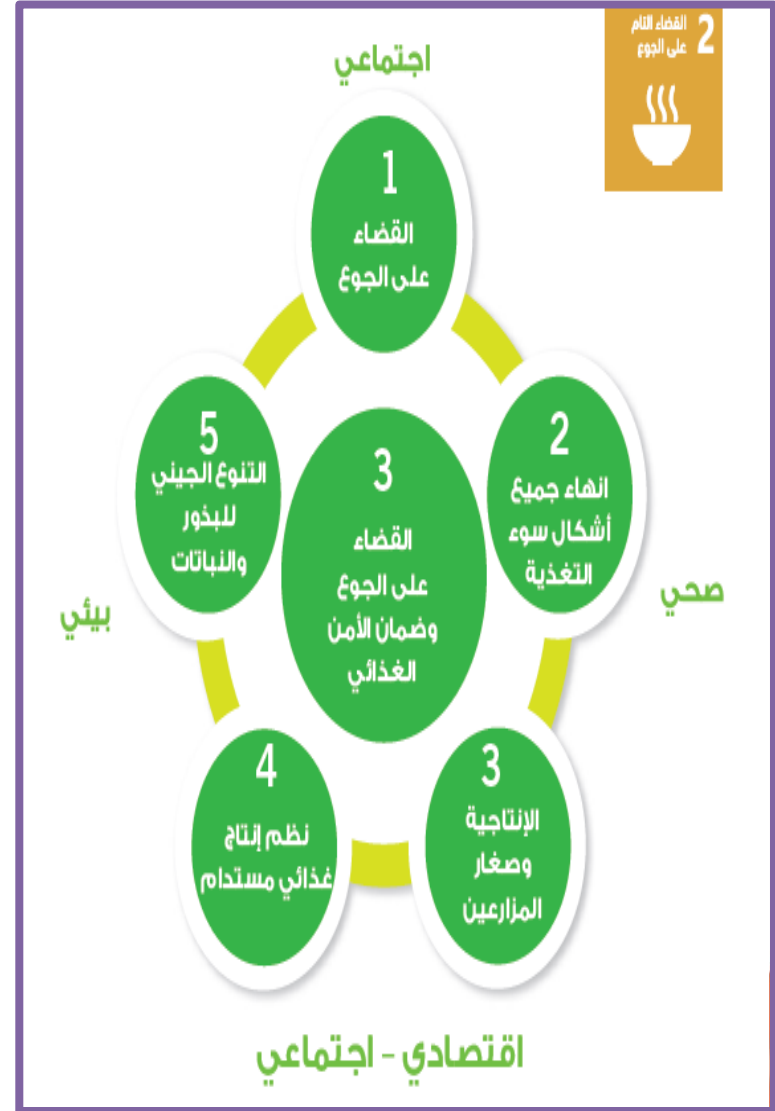 2 القضاء التام
على الجوع
اجتماعي
1
القضاء
على الجوع
2
انهاء جميع
أشكال سوء
التغذية
صحي
3
القضاء
على الجوع
وضمان الأمن
الغذائي
5
التنوع الجيني
للبذور
والنباتات
بيئي
3
الإنتاجية
وصغار
المزارعين
4
نظم إنتاج
غذائي مستدام
اقتصادي - اجتماعي